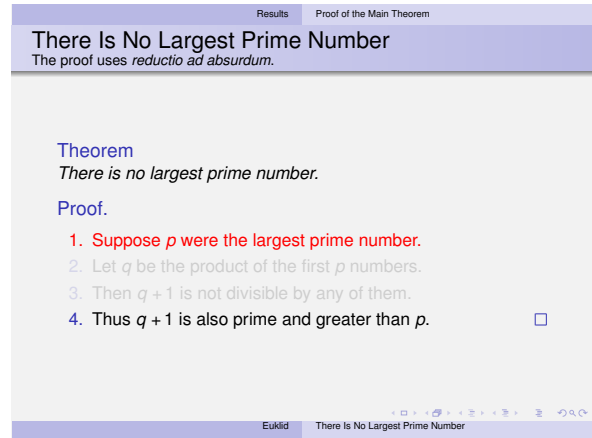 Results Proof of the Main Theorem
There Is No Largest Prime Number
The proof uses reductio ad absurdum.
Theorem
There is no largest prime number.
Proof.
1. Suppose p were the largest prime number.
2. Let q be the product of the first p numbers.
3. Then q + 1 is not divisible by any of them.
4. Thus q + 1 is also prime and greater than p.
Euklid There Is No Largest Prime Number